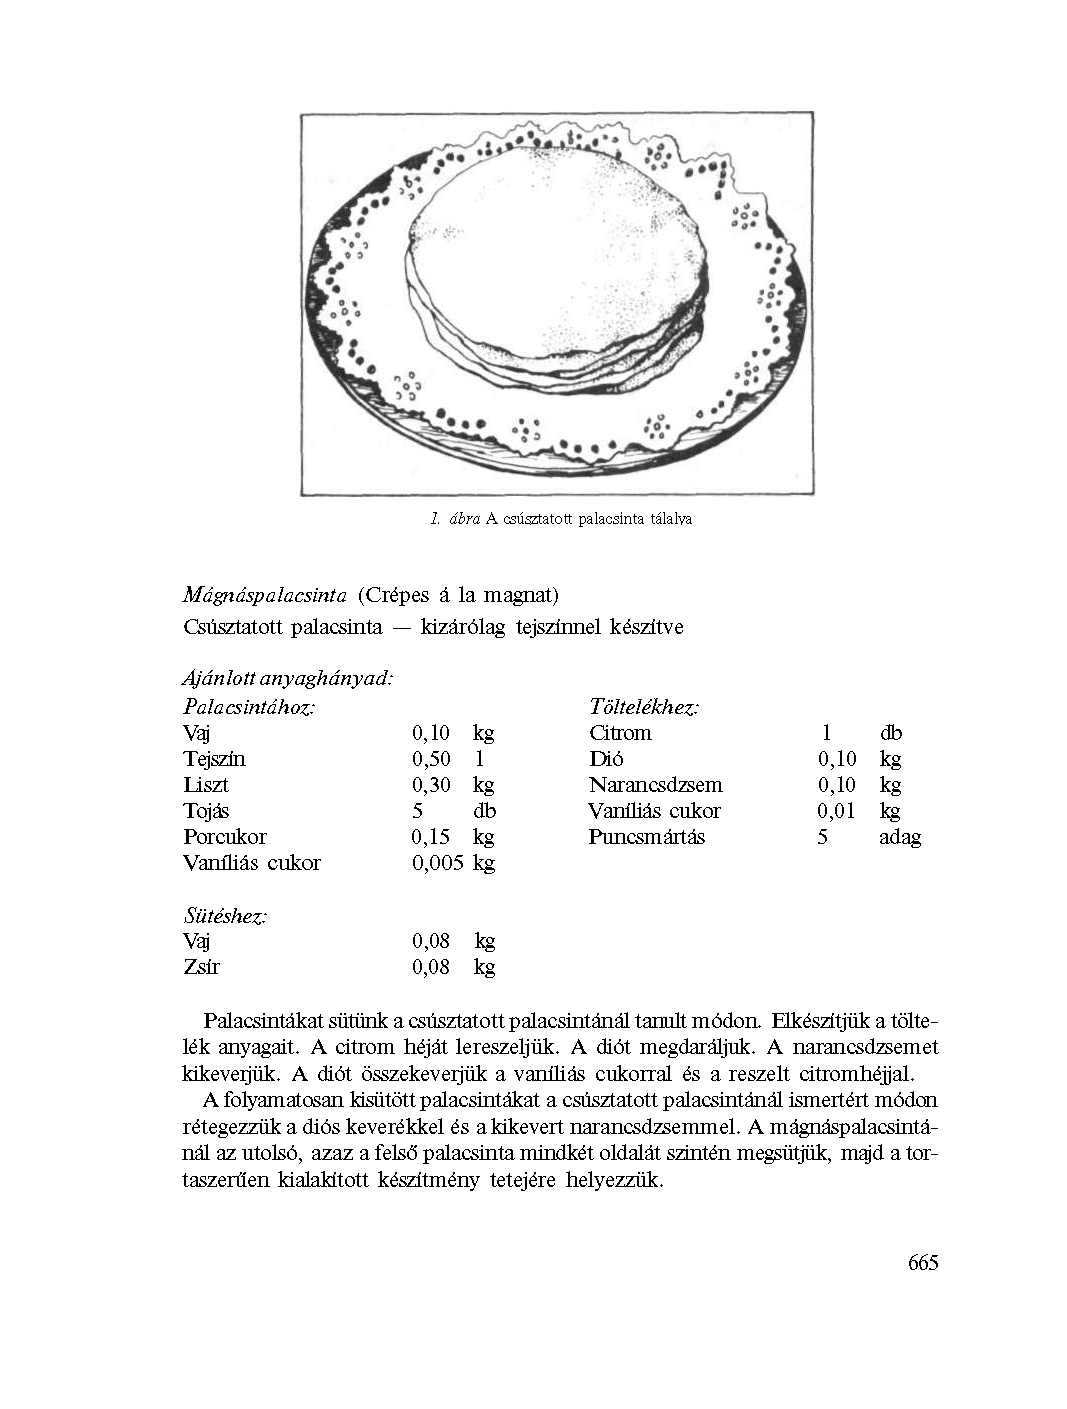 1. ábra A csúsztatott palacsinta tálalva
Mágnáspalacsinta (Crépes á la magnat)
Csúsztatott palacsinta — kizárólag tejszínnel készítve
Ajánlott anyaghányad:
Palacsintához: Töltelékhez:
Vaj 0,10 kg Citrom 1 db
Tejszín 0,50 l Dió 0,10 kg
Liszt 0,30 kg Narancsdzsem 0,10 kg
Tojás 5 db Vaníliás cukor 0,01 kg
Porcukor 0,15 kg Puncsmártás 5 adag
Vaníliás cukor 0,005 kg
Sütéshez:
Vaj 0,08 kg
Zsír 0,08 kg
Palacsintákat sütünk a csúsztatott palacsintánál tanult módon. Elkészítjük a tölte-
lék anyagait. A citrom héját lereszeljük. A diót megdaráljuk. A narancsdzsemet
kikeverjük. A diót összekeverjük a vaníliás cukorral és a reszelt citromhéjjal.
A folyamatosan kisütött palacsintákat a csúsztatott palacsintánál ismertért módon
rétegezzük a diós keverékkel és a kikevert narancsdzsemmel. A mágnáspalacsintá-
nál az utolsó, azaz a felső palacsinta mindkét oldalát szintén megsütjük, majd a tor-
taszerűen kialakított készítmény tetejére helyezzük.
665